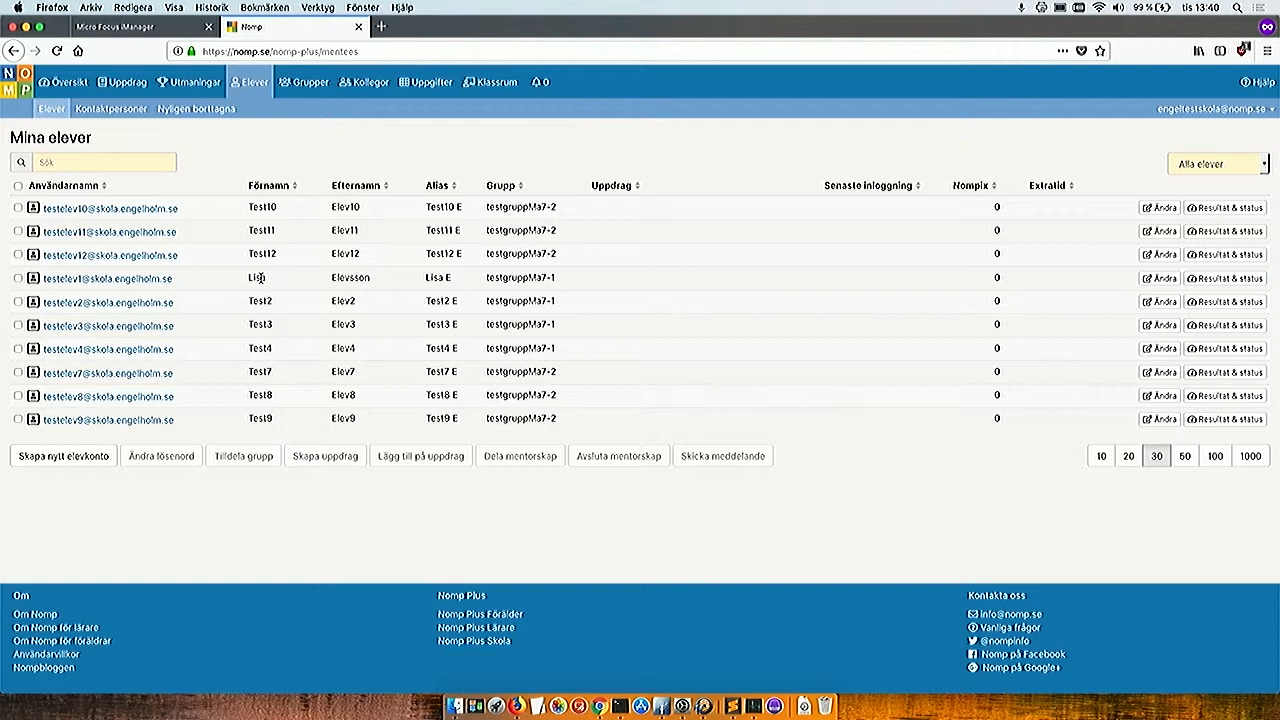 Firefox Arkiv Redigera Visa Historik Bokmärken Verktyg Fönster Hjälp 99 % tis 13:40
Micro Focus iManager Nomp
https://nomp.se/nomp-plus/mentees
NOMP Översikt Uppdrag Utmaningar Elever Grupper Kollegor Uppgifter Klassrum 0 Hjälp
Elever Kontaktpersoner Nyligen borttagna engeltestskola@nomp.se
Mina elever
Sök Alla elever
Användarnamn Förnamn Efternamn Alias Grupp Uppdrag Senaste inloggning Nompix Extratid
testelev10@skola.engelholm.se Test10 Elev10 Test10 E testgruppMa7-2 0 Ändra Resultat & status
testelev11@skola.engelholm.se Test11 Elev11 Test11 E testgruppMa7-2 0 Ändra Resultat & status
testelev12@skola.engelholm.se Test12 Elev12 Test12 E testgruppMa7-2 0 Ändra Resultat & status
testelev1@skola.engelholm.se Lisa Elevsson Lisa E testgruppMa7-1 0 Ändra Resultat & status
testelev2@skola.engelholm.se Test2 Elev2 Test2 E testgruppMa7-1 0 Ändra Resultat & status
testelev3@skola.engelholm.se Test3 Elev3 Test3 E testgruppMa7-1 0 Ändra Resultat & status
testelev4@skola.engelholm.se Test4 Elev4 Test4 E testgruppMa7-1 0 Ändra Resultat & status
testelev7@skola.engelholm.se Test7 Elev7 Test7 E testgruppMa7-2 0 Ändra Resultat & status
testelev8@skola.engelholm.se Test8 Elev8 Test8 E testgruppMa7-2 0 Ändra Resultat & status
testelev9@skola.engelholm.se Test9 Elev9 Test9 E testgruppMa7-2 0 Ändra Resultat & status
Skapa nytt elevkonto Ändra lösenord Tilldela grupp Skapa uppdrag Lägg till på uppdrag Dela mentorskap Avsluta mentorskap Skicka meddelande 10 20 30 50 100 1000
Om Nomp Plus Kontakta oss
Om Nomp Nomp Plus Förälder info@nomp.se
Om Nomp för lärare Nomp Plus Lärare Vanliga frågor
Om Nomp för föräldrar Nomp Plus Skola @nompinfo
Användarvillkor Nomp på Facebook
Nompbloggen Nomp på Google+